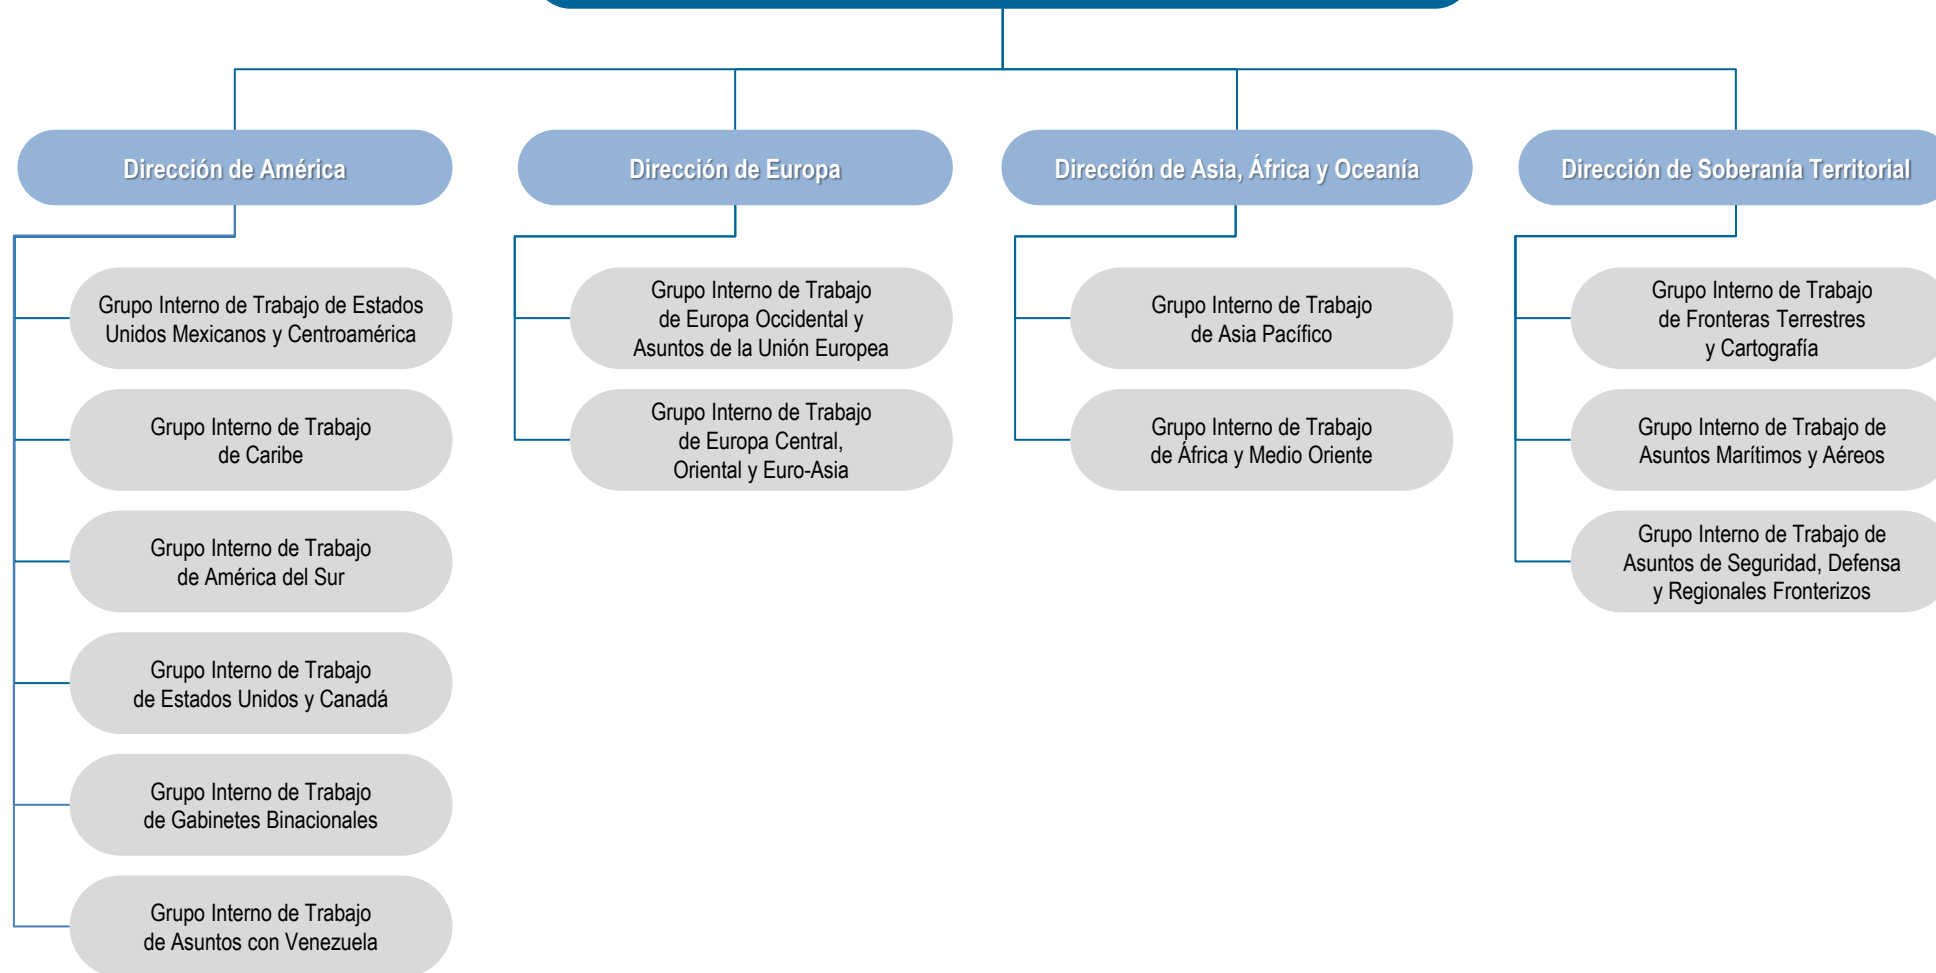 Dirección de América
Grupo Interno de Trabajo de Estados
Unidos Mexicanos y Centroamérica
Grupo Interno de Trabajo
de Caribe
Grupo Interno de Trabajo
de América del Sur
Grupo Interno de Trabajo
de Estados Unidos y Canadá
Grupo Interno de Trabajo
de Gabinetes Binacionales
Grupo Interno de Trabajo
de Asuntos con Venezuela
Dirección de Europa
Grupo Interno de Trabajo
de Europa Occidental y
Asuntos de la Unión Europea
Grupo Interno de Trabajo
de Europa Central,
Oriental y Euro-Asia
Dirección de Asia, África y Oceanía
Grupo Interno de Trabajo
de Asia Pacífico
Grupo Interno de Trabajo
de África y Medio Oriente
Dirección de Soberanía Territorial
Grupo Interno de Trabajo
de Fronteras Terrestres
y Cartografía
Grupo Interno de Trabajo de
Asuntos Marítimos y Aéreos
Grupo Interno de Trabajo de
Asuntos de Seguridad, Defensa
y Regionales Fronterizos